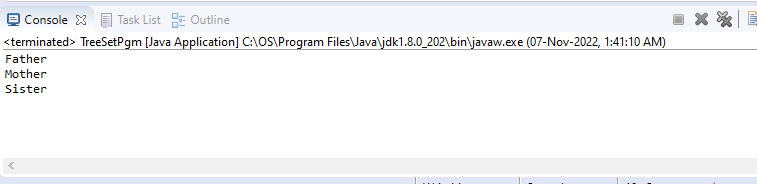 Console Task List Outline
<terminated> TreeSetPgm [Java Application] C:\OS\Program Files\Java\jdk1.8.0_202\bin\javaw.exe (07-Nov-2022, 1:41:10 AM)
Father
Mother
Sister